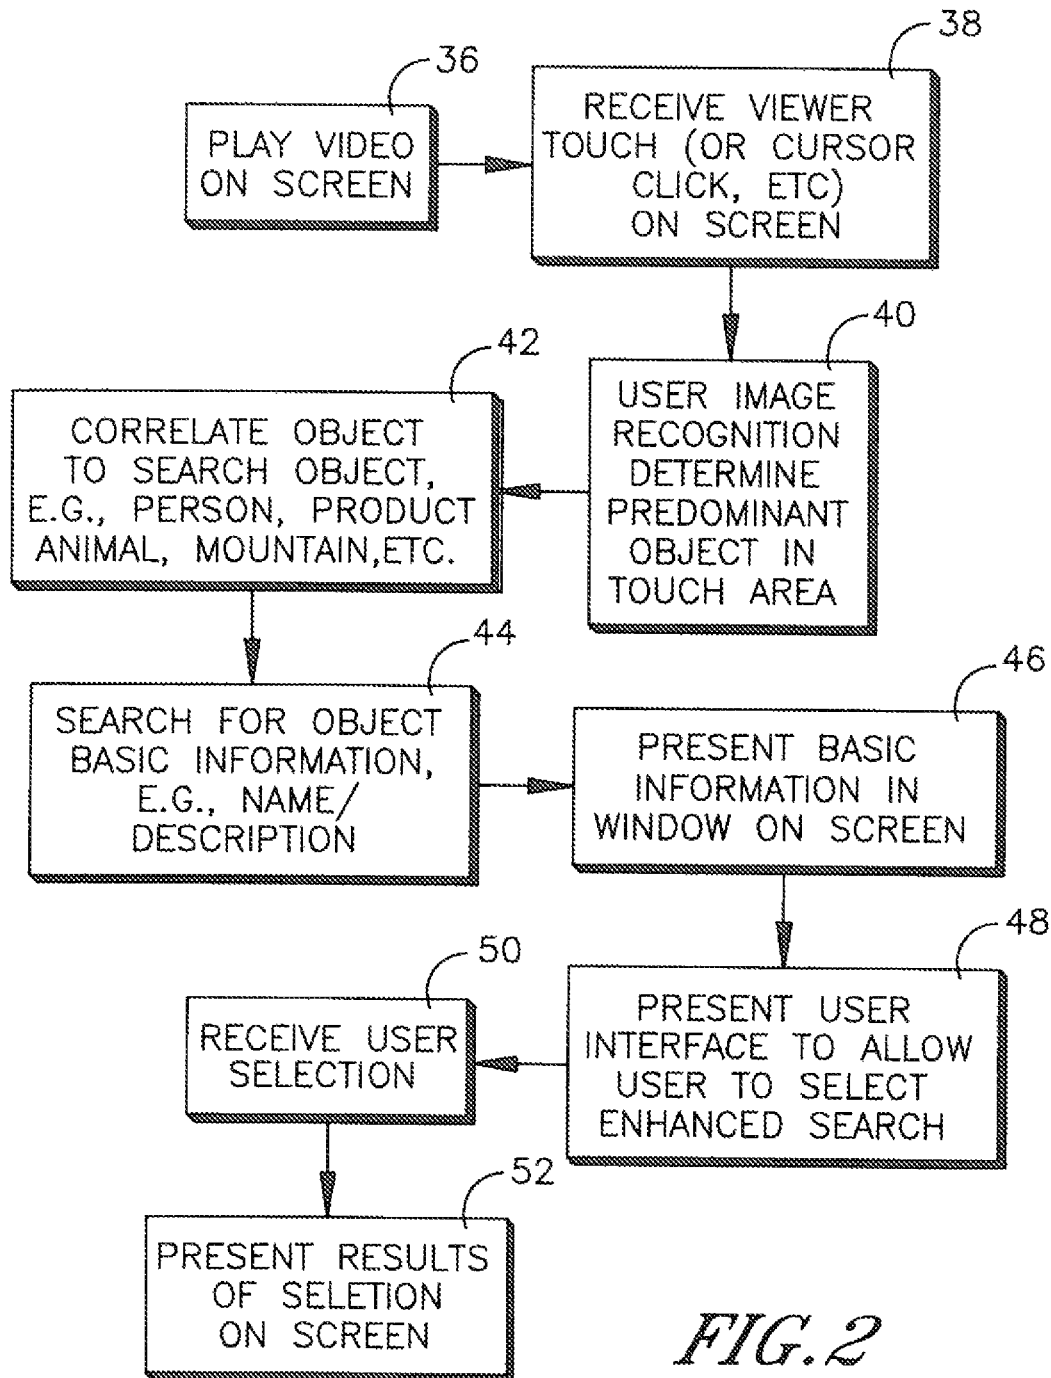 36
PLAY VIDEO
ON SCREEN
38
RECEIVE VIEWER
TOUCH (OR CURSOR
CLICK, ETC)
ON SCREEN
40
USER IMAGE
RECOGNITION
DETERMINE
PREDOMINANT
OBJECT IN
TOUCH AREA
42
CORRELATE OBJECT
TO SEARCH OBJECT,
E.G., PERSON, PRODUCT
ANIMAL, MOUNTAIN,ETC.
44
SEARCH FOR OBJECT
BASIC INFORMATION,
E.G., NAME/
DESCRIPTION
46
PRESENT BASIC
INFORMATION IN
WINDOW ON SCREEN
48
PRESENT USER
INTERFACE TO ALLOW
USER TO SELECT
ENHANCED SEARCH
50
RECEIVE USER
SELECTION
52
PRESENT RESULTS
OF SELETION
ON SCREEN
FIG.2